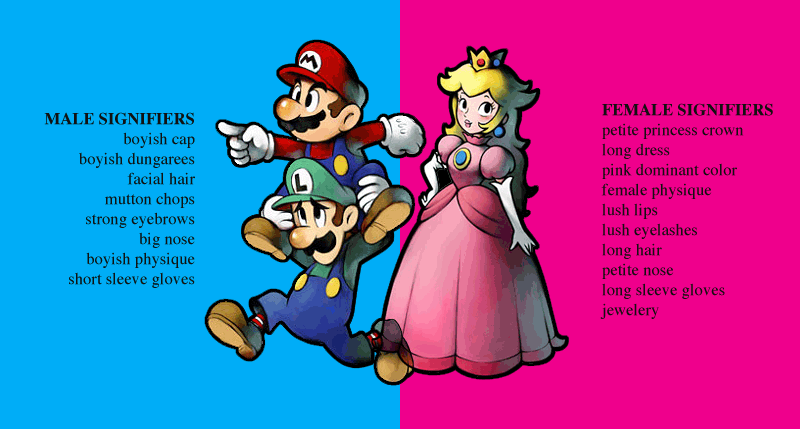 MALE SIGNIFIERS
boyish cap
boyish dungarees
facial hair
mutton chops
strong eyebrows
big nose
boyish physique
short sleeve gloves
M
L
FEMALE SIGNIFIERS
petite princess crown
long dress
pink dominant color
female physique
lush lips
lush eyelashes
long hair
petite nose
long sleeve gloves
jewelery